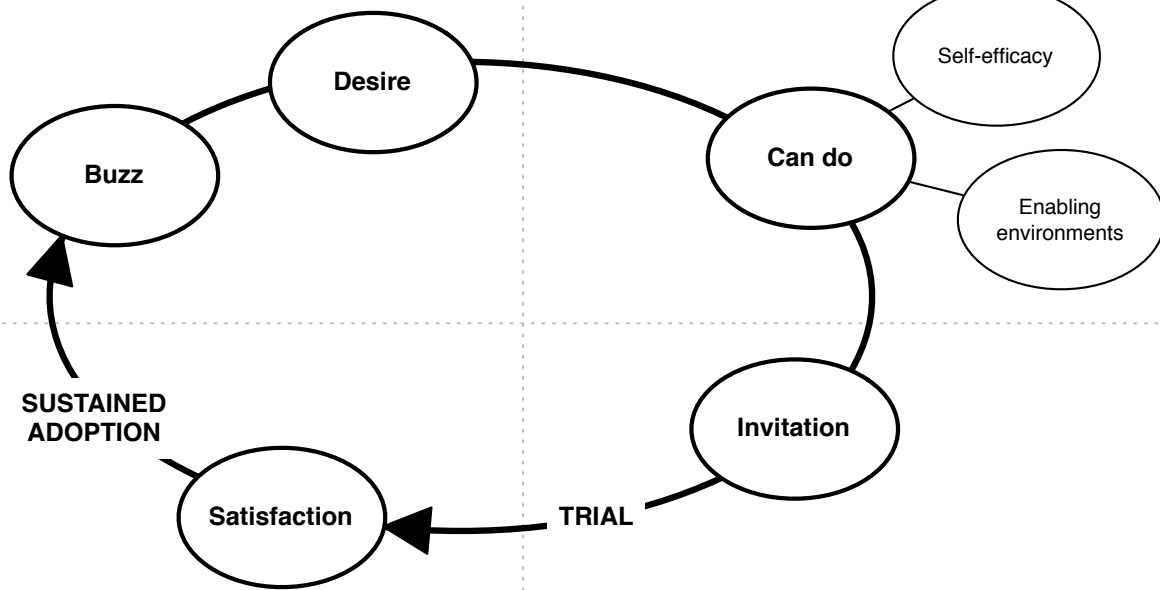 Desire
Buzz
Can do
Self-efficacy
Enabling
environments
Invitation
TRIAL
Satisfaction
SUSTAINED
ADOPTION